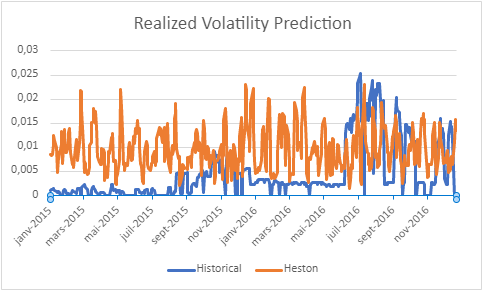 Realized Volatility Prediction
0,03
0,025
0,02
0,015
0,01
0,005
0
janv-2015 mars-2015 mai-2015 juil-2015 sept-2015 nov-2015 janv-2016 mars-2016 mai-2016 juil-2016 sept-2016 nov-2016
Historical Heston